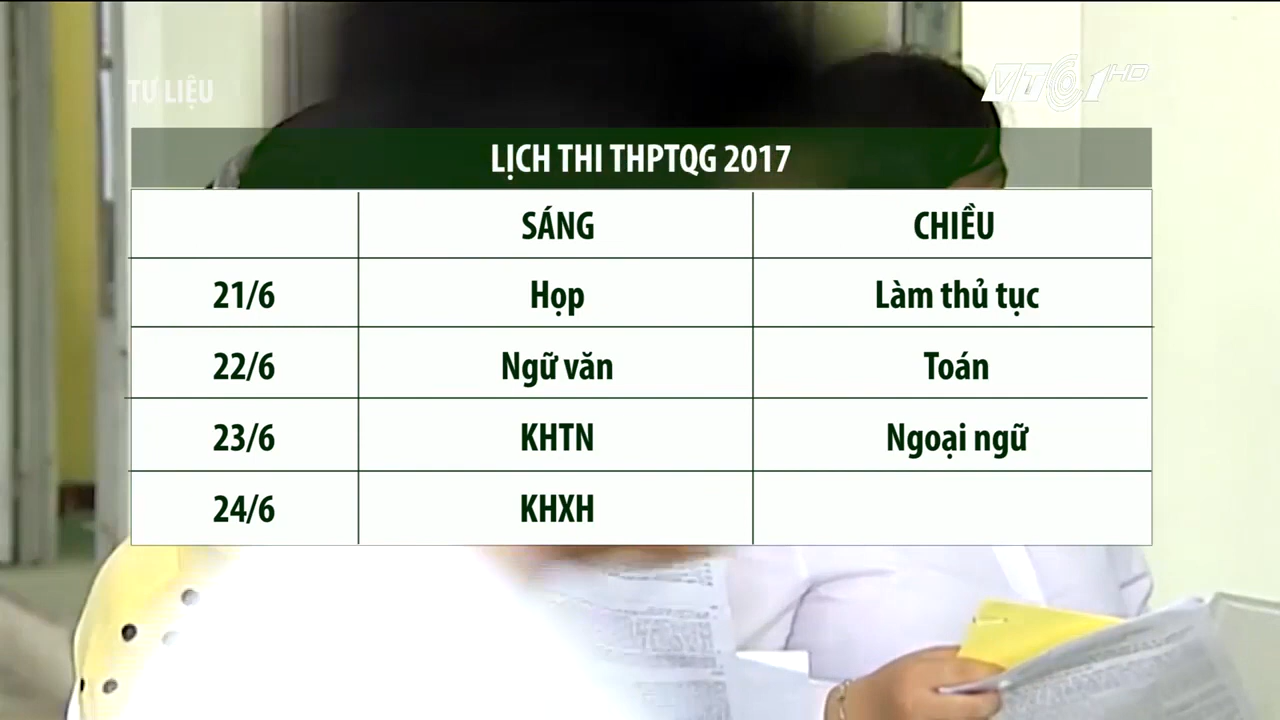 TƯ LIỆU
VTC1 HD
LỊCH THI THPTQG 2017
SÁNG CHIỀU
21/6 Họp Làm thủ tục
22/6 Ngữ văn Toán
23/6 KHTN Ngoại ngữ
24/6 KHXH